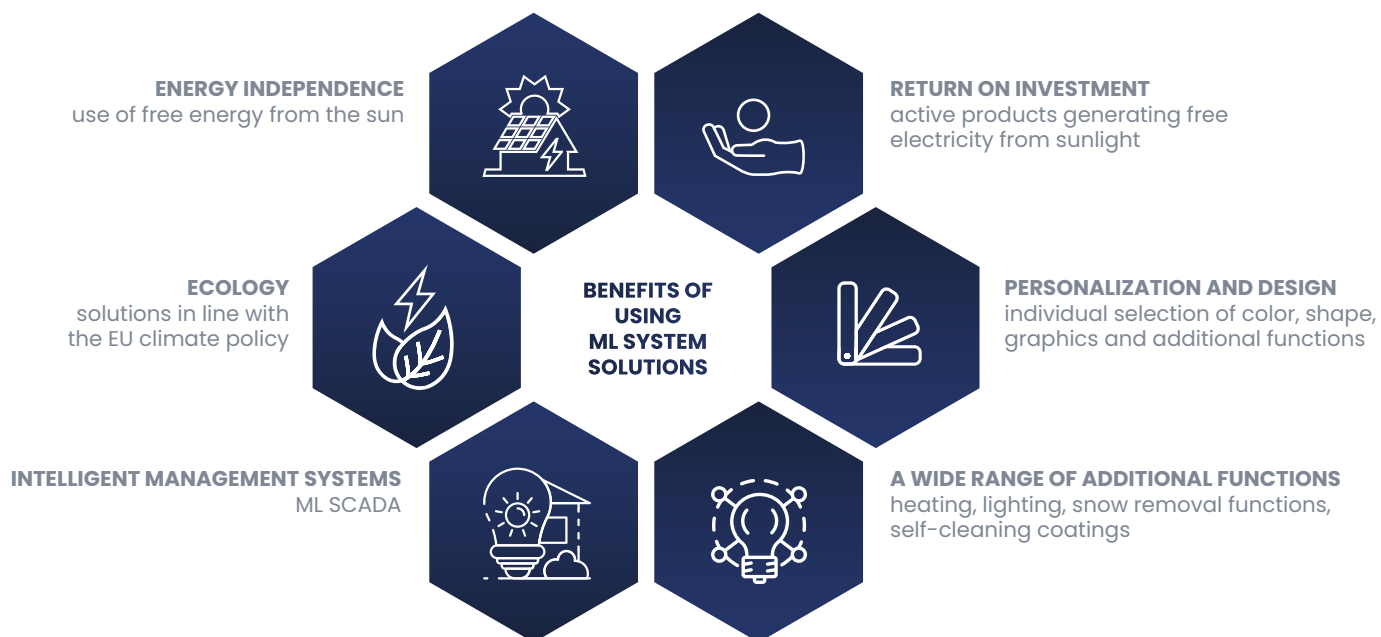 ENERGY INDEPENDENCE
use of free energy from the sun
RETURN ON INVESTMENT
active products generating free
electricity from sunlight
ECOLOGY
solutions in line with
the EU climate policy
BENEFITS OF
USING
ML SYSTEM
SOLUTIONS
PERSONALIZATION AND DESIGN
individual selection of color, shape,
graphics and additional functions
INTELLIGENT MANAGEMENT SYSTEMS
ML SCADA
A WIDE RANGE OF ADDITIONAL FUNCTIONS
heating, lighting, snow removal functions,
self-cleaning coatings